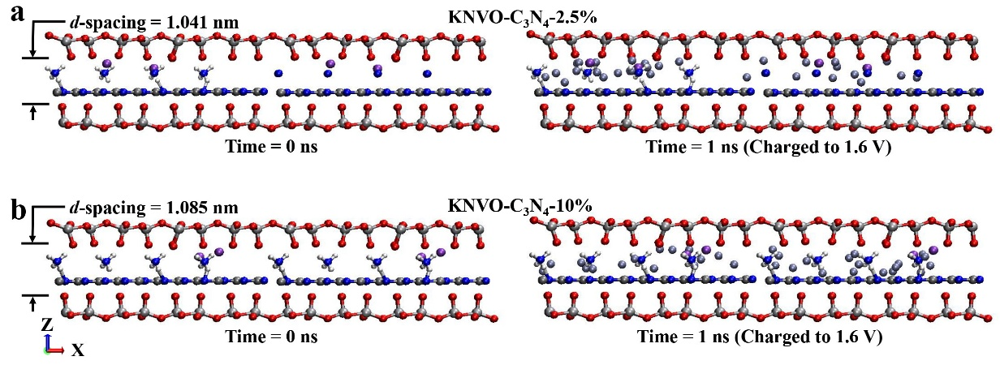 a
d-spacing = 1.041 nm
KNVO-C₃N₄-2.5%
Time = 0 ns
Time = 1 ns (Charged to 1.6 V)
b
d-spacing = 1.085 nm
KNVO-C₃N₄-10%
Time = 0 ns
Time = 1 ns (Charged to 1.6 V)
Z
X